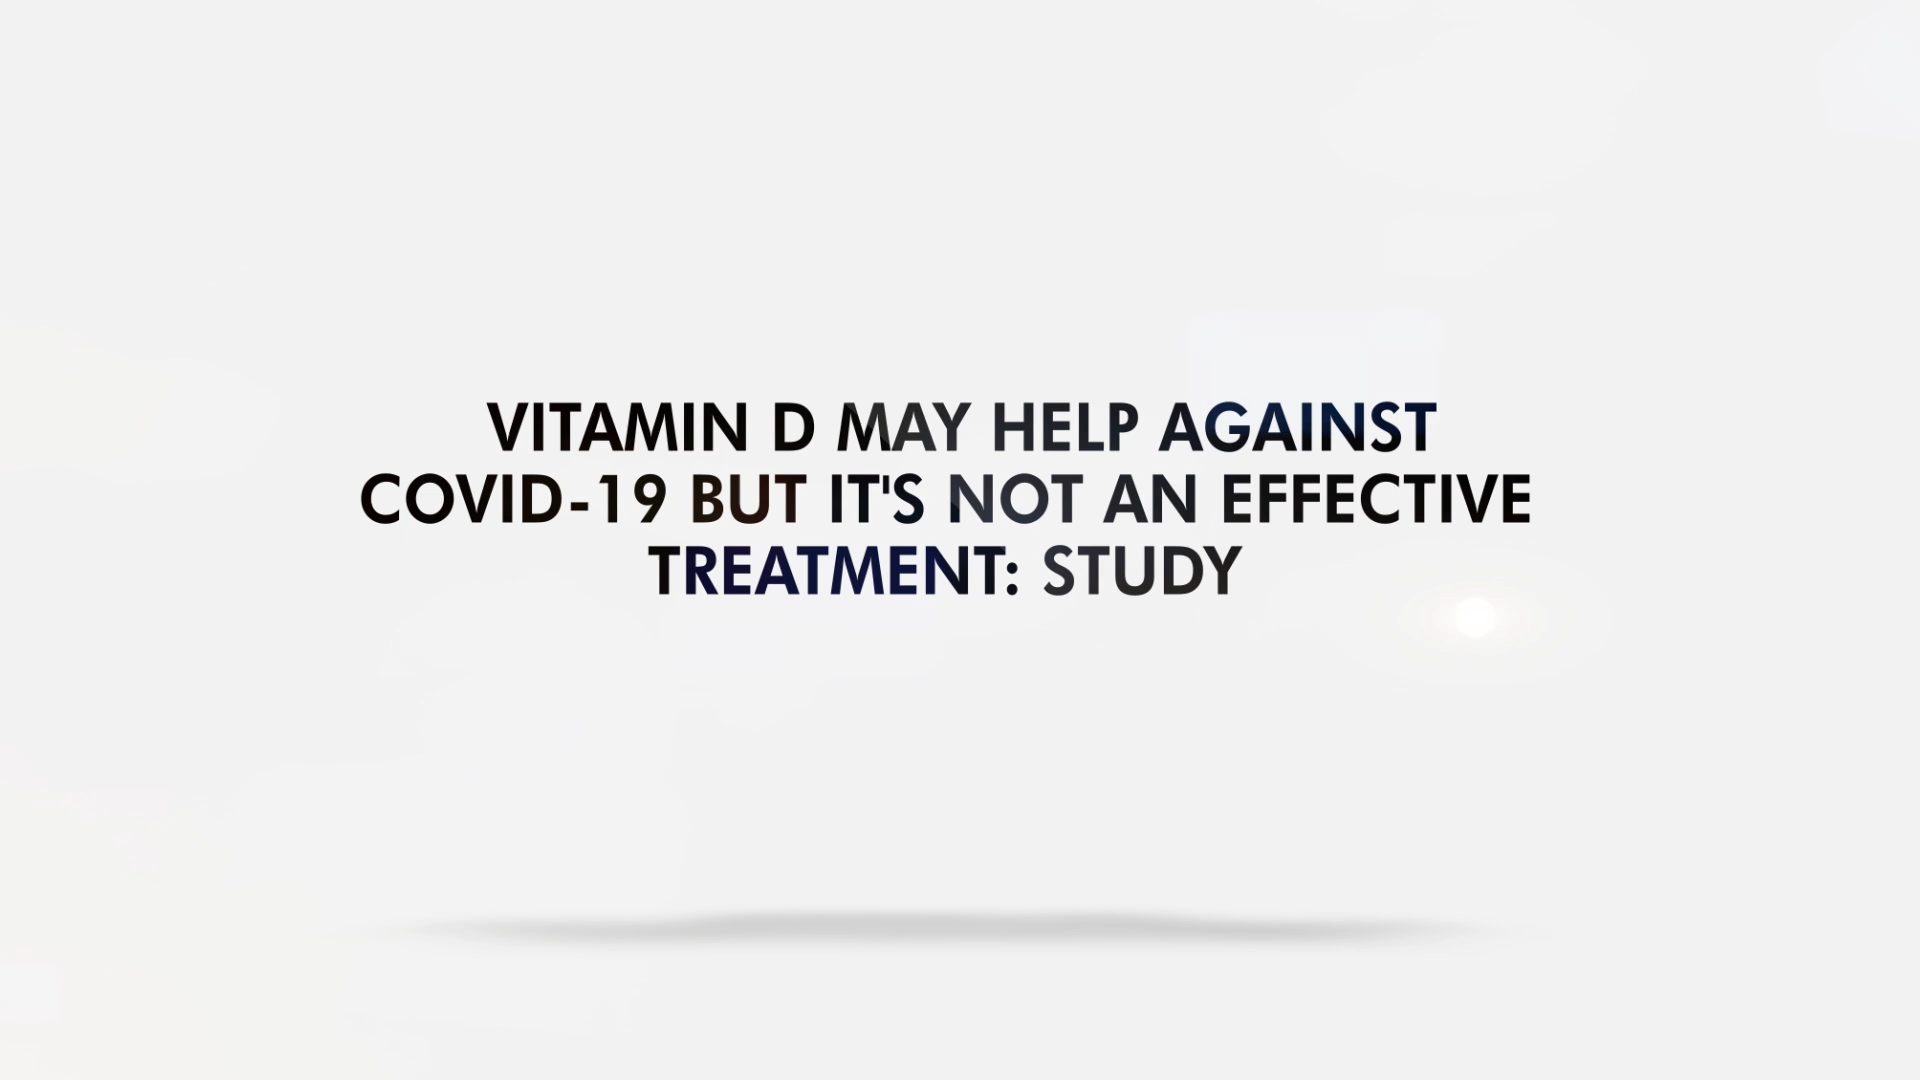 VITAMIN D MAY HELP AGAINST
COVID-19 BUT IT'S NOT AN EFFECTIVE
TREATMENT: STUDY